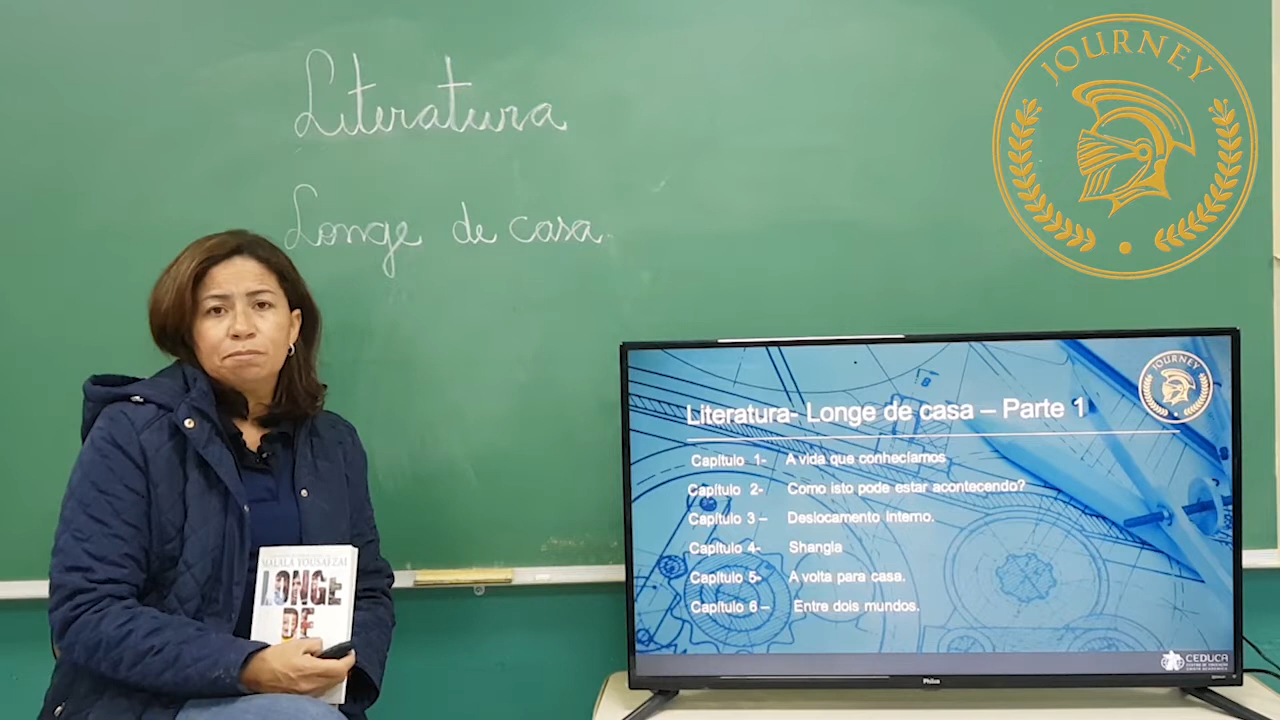 Literatura
Longe de casa.
JOURNEY
MALALA YOUSAFZAI
LONGE
DE
JOURNEY
Literatura- Longe de casa – Parte 1
Capítulo 1- A vida que conhecíamos
Capítulo 2- Como isto pode estar acontecendo?
Capítulo 3 – Deslocamento interno.
Capítulo 4- Shangla
Capítulo 5- A volta para casa.
Capítulo 6 – Entre dois mundos.
CEDUCA
Philco